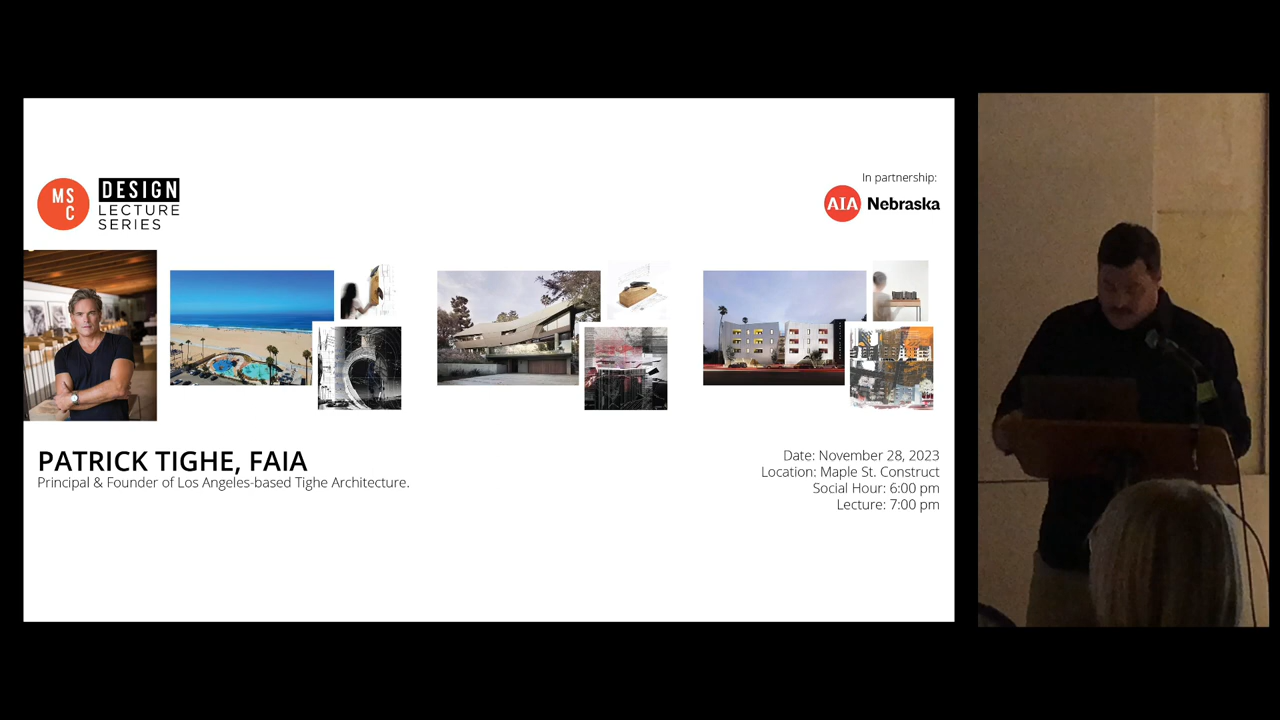 MS
C
DESIGN
LECTURE
SERIES
In partnership:
AIA Nebraska
PATRICK TIGHE, FAIA
Principal & Founder of Los Angeles-based Tighe Architecture.
Date: November 28, 2023
Location: Maple St. Construct
Social Hour: 6:00 pm
Lecture: 7:00 pm